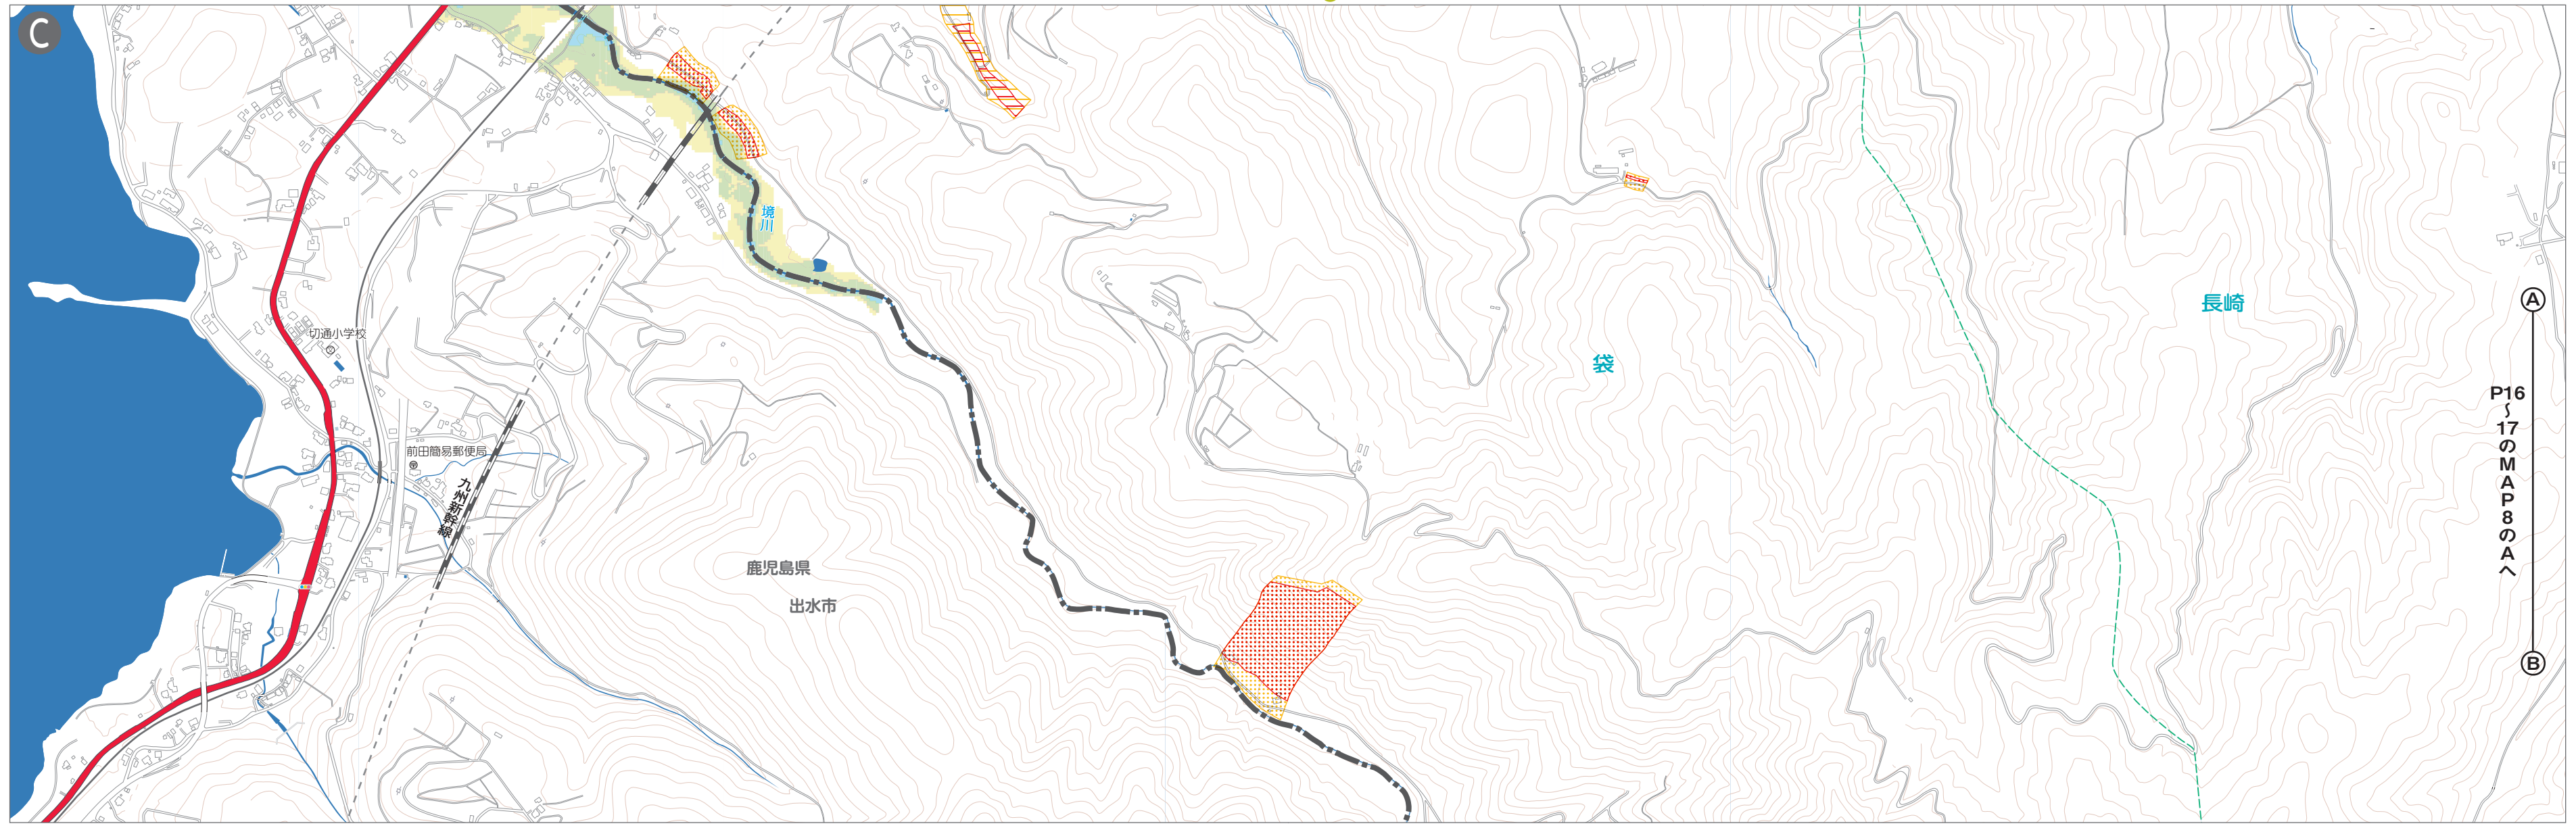 C
境川
切通小学校
前田簡易郵便局
九州新幹線
鹿児島県
出水市
袋
長崎
A
P16〜17のMAP8のAへ
B